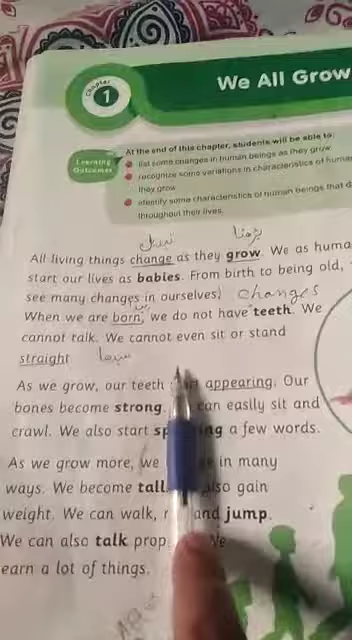 Chapter
1
We All Grow
Learning
Outcomes
At the end of this chapter, students will be able to:
list some changes in human beings as they grow
recognize some variations in characteristics of human
they grow
identify some characteristics of human beings that d
throughout their lives.
All living things change as they grow. We as huma
start our lives as babies. From birth to being old,
see many changes in ourselves. Changes
When we are born, we do not have teeth. We
cannot talk. We cannot even sit or stand
straight سیدھا
As we grow, our teeth appearing. Our
bones become strong. can easily sit and
crawl. We also start sp ng a few words.
As we grow more, we in many
ways. We become tall. also gain
weight. We can walk, r and jump.
We can also talk prop We
earn a lot of things.